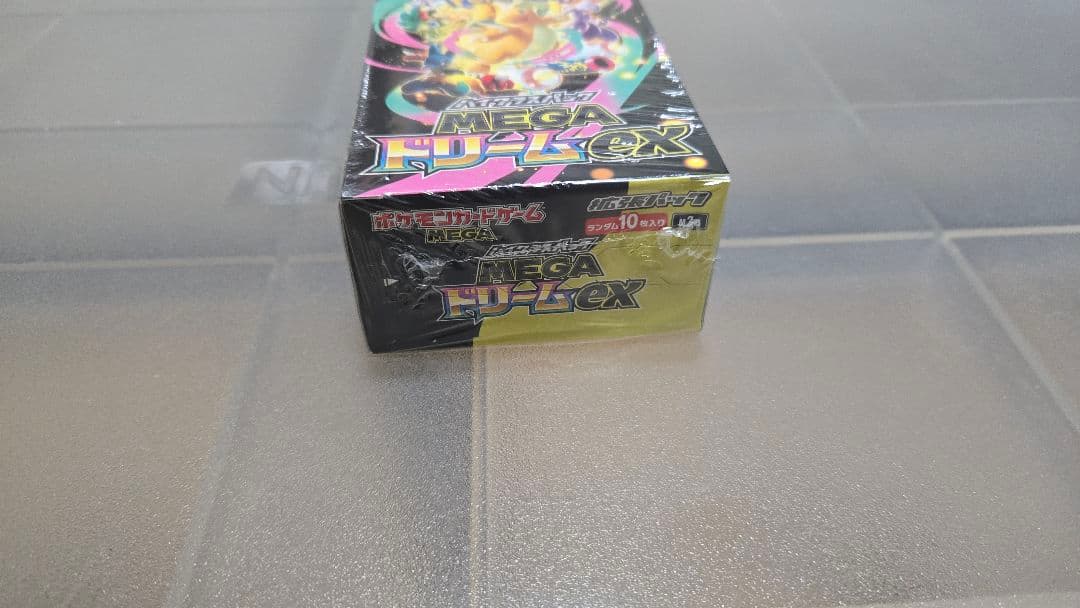 ハイクラスパック
MEGA
ドリームex
ポケモンカードゲーム
MEGA
拡張パック
ランダム10枚入り
ハイクラスパック
MEGA
ドリームex